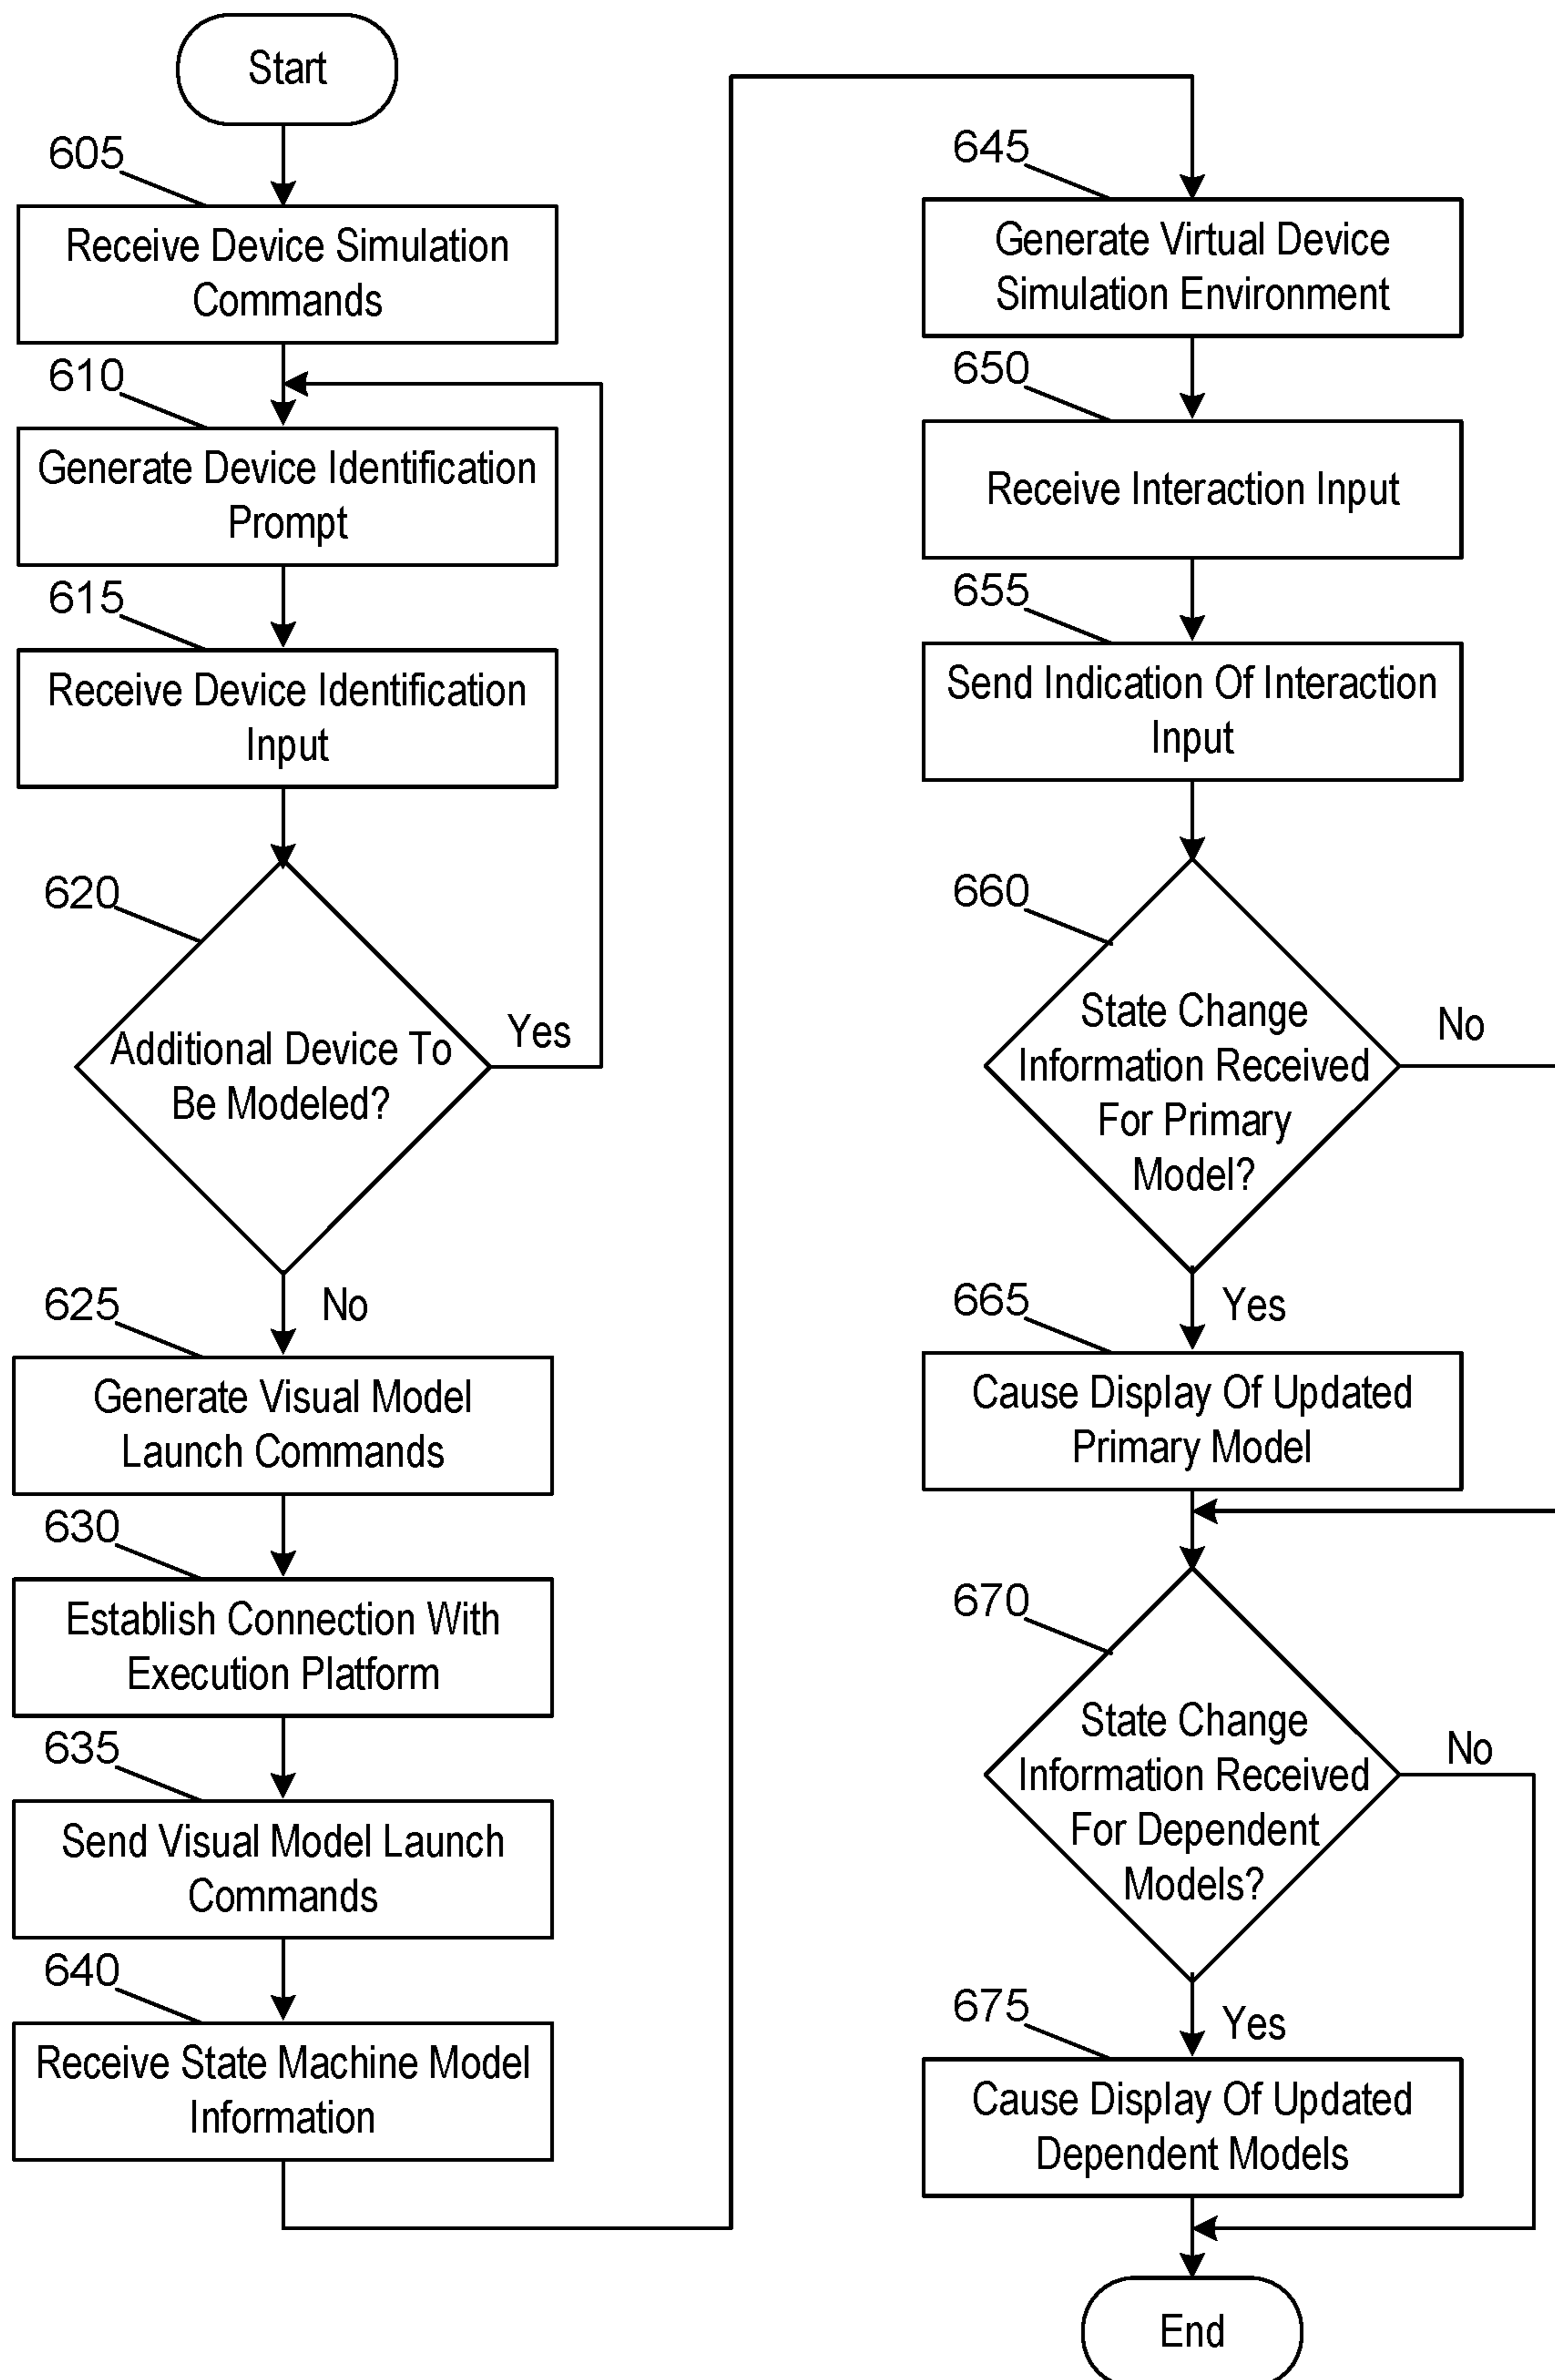 Start
605
Receive Device Simulation
Commands
610
Generate Device Identification
Prompt
615
Receive Device Identification
Input
620
Additional Device To
Be Modeled?
Yes
No
625
Generate Visual Model
Launch Commands
630
Establish Connection With
Execution Platform
635
Send Visual Model Launch
Commands
640
Receive State Machine Model
Information
645
Generate Virtual Device
Simulation Environment
650
Receive Interaction Input
655
Send Indication Of Interaction
Input
660
State Change
Information Received
For Primary
Model?
No
Yes
665
Cause Display Of Updated
Primary Model
670
State Change
Information Received
For Dependent
Models?
No
Yes
675
Cause Display Of Updated
Dependent Models
End